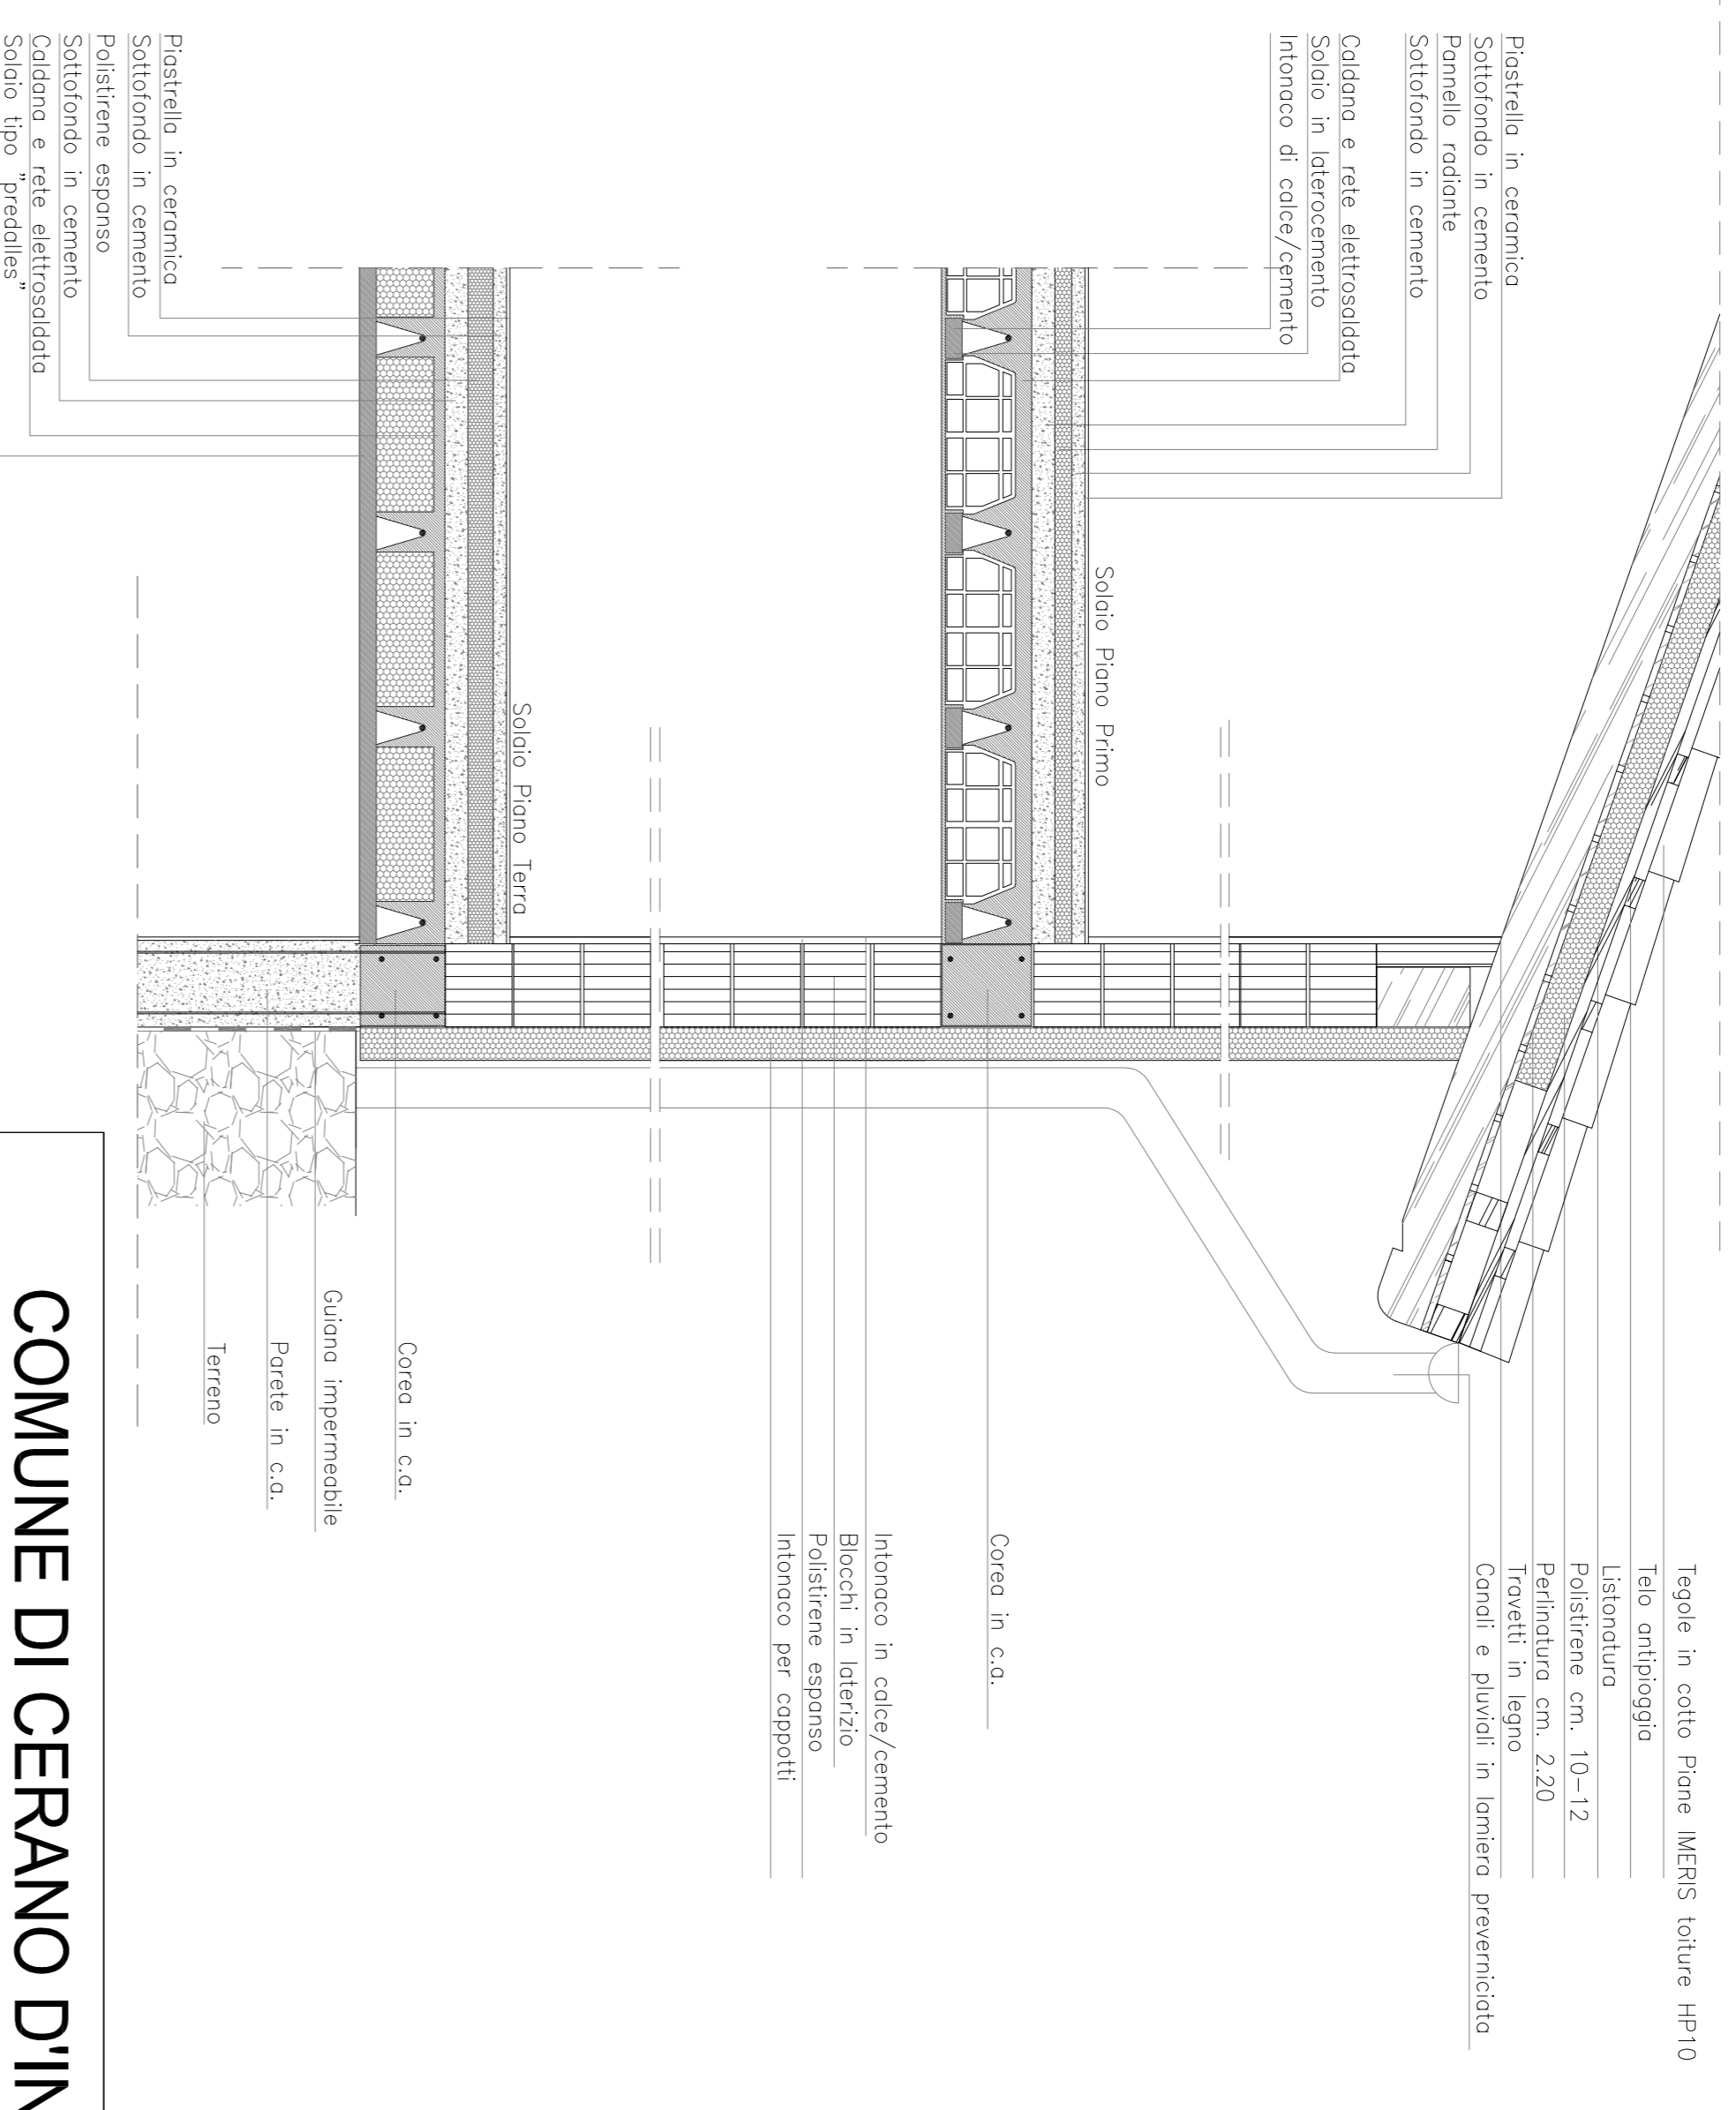 Tegole in cotto Piane IMERIS toiture HP10
Telo antipioggia
Listonatura
Polistirene cm. 10-12
Perlinatura cm. 2.20
Travetti in legno
Canali e pluviali in lamiera preverniciata
Piastrella in ceramica
Sottofondo in cemento
Pannello radiante
Sottofondo in cemento
Caldana e rete elettrosaldata
Solaio in laterocemento
Intonaco di calce/cemento
Solaio Piano Primo
Corea in c.a.
Intonaco in calce/cemento
Blocchi in laterizio
Polistirene espanso
Intonaco per cappotti
Solaio Piano Terra
Corea in c.a.
Guiana impermeabile
Parete in c.a.
Terreno
Piastrella in ceramica
Sottofondo in cemento
Polistirene espanso
Sottofondo in cemento
Caldana e rete elettrosaldata
Solaio tipo "predalles"
COMUNE DI CERANO D'IN